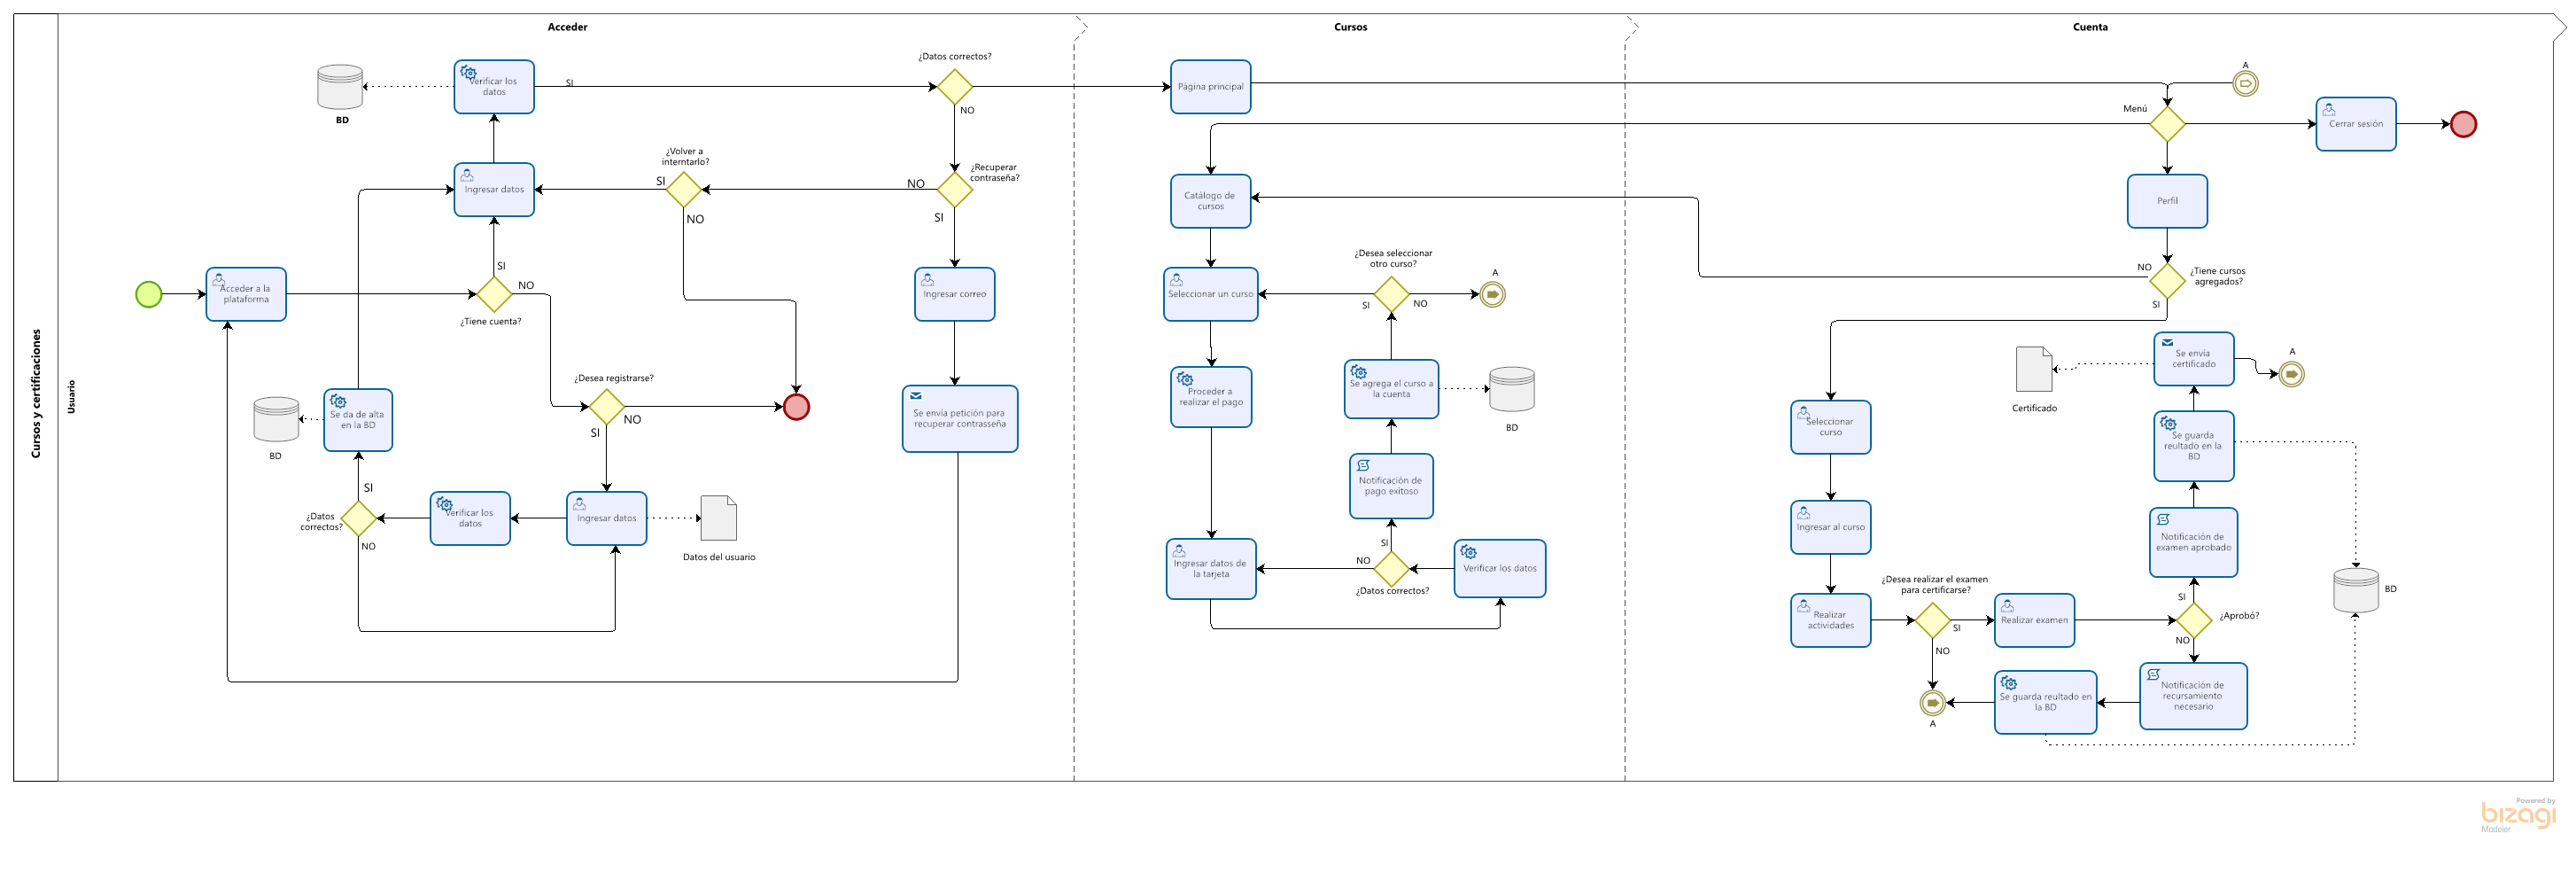 Acceder
Cursos
Cuenta
Cursos y certificaciones
Usuario
BD
Verificar los
datos
SI
¿Datos correctos?
NO
Ingresar datos
¿Volver a
interntarlo?
SI
NO
¿Recuperar
contraseña?
NO
SI
Acceder a la
plataforma
SI
NO
¿Tiene cuenta?
Ingresar correo
¿Desea registrarse?
NO
SI
Se envía petición para
recuperar contrasseña
BD
Se da de alta
en la BD
SI
¿Datos
correctos?
NO
Verificar los
datos
Ingresar datos
Datos del usuario
Página principal
Catálogo de
cursos
Seleccionar un curso
¿Desea seleccionar
otro curso?
SI
NO
A
Proceder a
realizar el pago
Se agrega el curso a
la cuenta
BD
Notificación de
pago exitoso
SI
NO
Ingresar datos de
la tarjeta
¿Datos correctos?
Verificar los datos
A
Menú
Cerrar sesión
Perfil
NO
¿Tiene cursos
agregados?
SI
Se envía
certificado
A
Certificado
Seleccionar
curso
Se guarda
reultado en la
BD
Ingresar al curso
Notificación de
examen aprobado
¿Desea realizar el examen
para certificarse?
BD
Realizar
actividades
SI
NO
Realizar examen
SI
¿Aprobó?
NO
Se guarda reultado en
la BD
Notificación de
recursamiento
necesario
A
Powered by
bizagi
Modeler